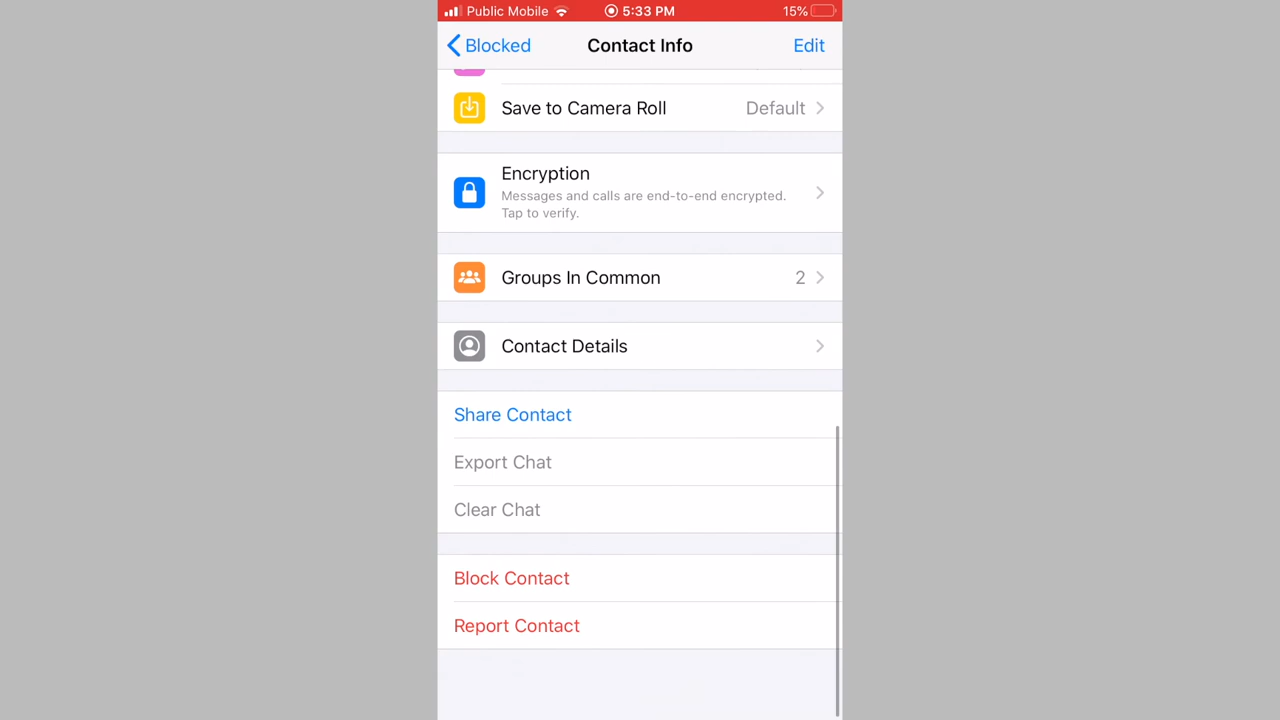 Public Mobile 5:33 PM 15%
Blocked Contact Info Edit
Save to Camera Roll Default
Encryption
Messages and calls are end-to-end encrypted.
Tap to verify.
Groups In Common 2
Contact Details
Share Contact
Export Chat
Clear Chat
Block Contact
Report Contact